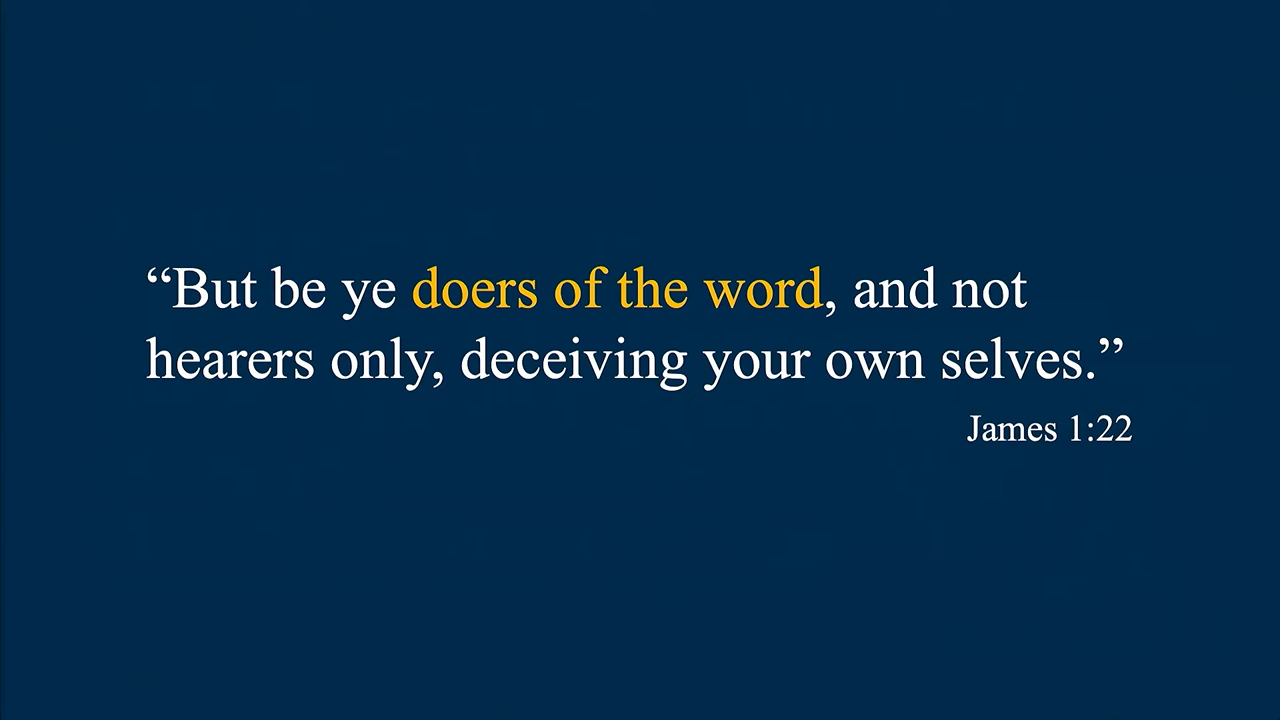 “But be ye doers of the word, and not
hearers only, deceiving your own selves.”
James 1:22